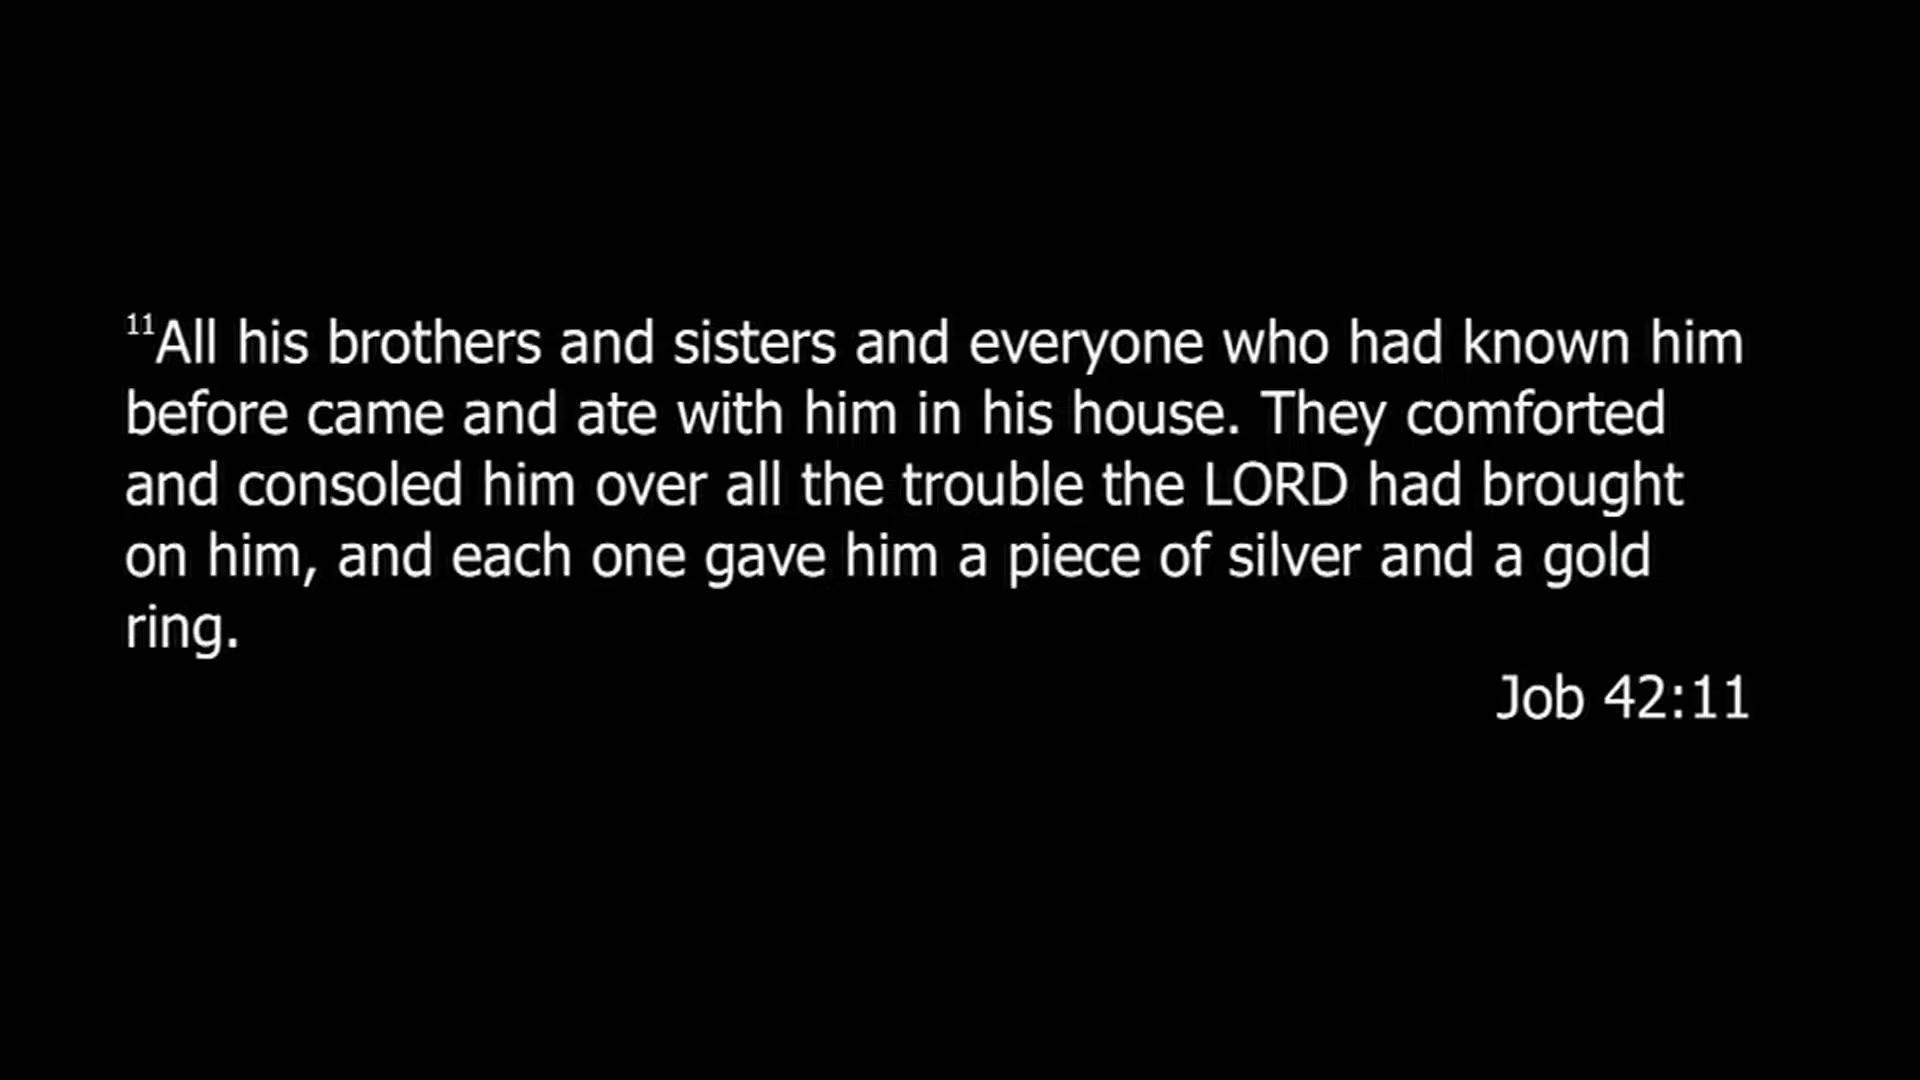 ¹¹All his brothers and sisters and everyone who had known him
before came and ate with him in his house. They comforted
and consoled him over all the trouble the LORD had brought
on him, and each one gave him a piece of silver and a gold
ring.
Job 42:11